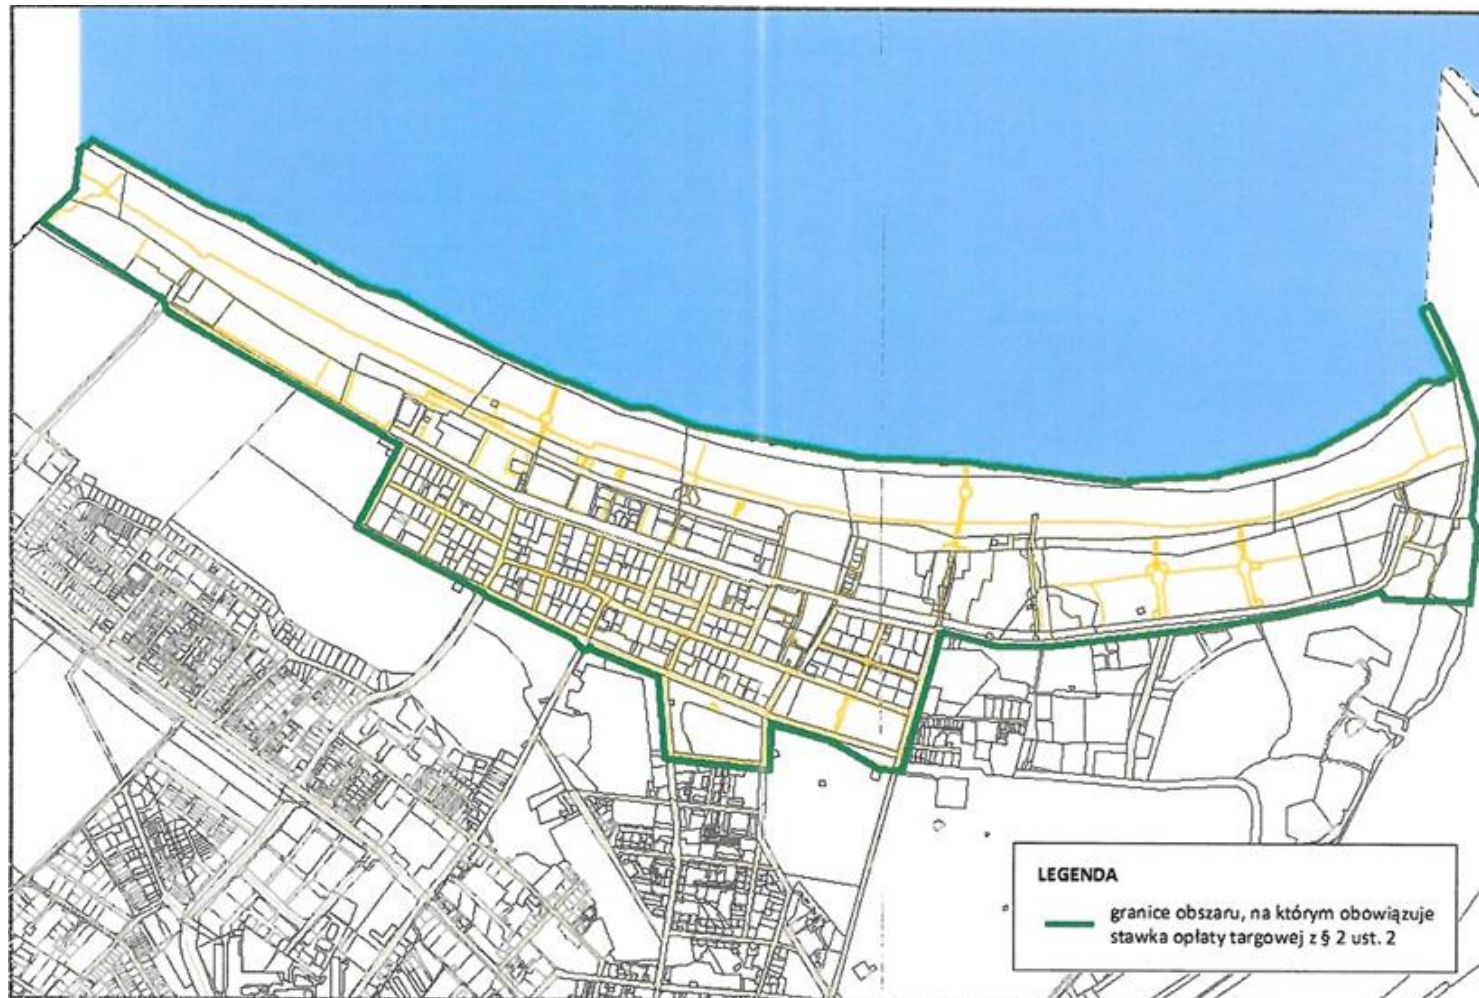 LEGENDA
granice obszaru, na którym obowiązuje
stawka opłaty targowej z § 2 ust. 2